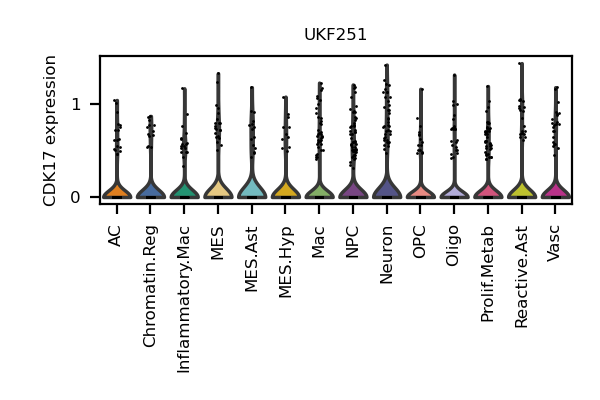 UKF251
CDK17 expression
1
0
AC
Chromatin.Reg
Inflammatory.Mac
MES
MES.Ast
MES.Hyp
Mac
NPC
Neuron
OPC
Oligo
Prolif.Metab
Reactive.Ast
Vasc